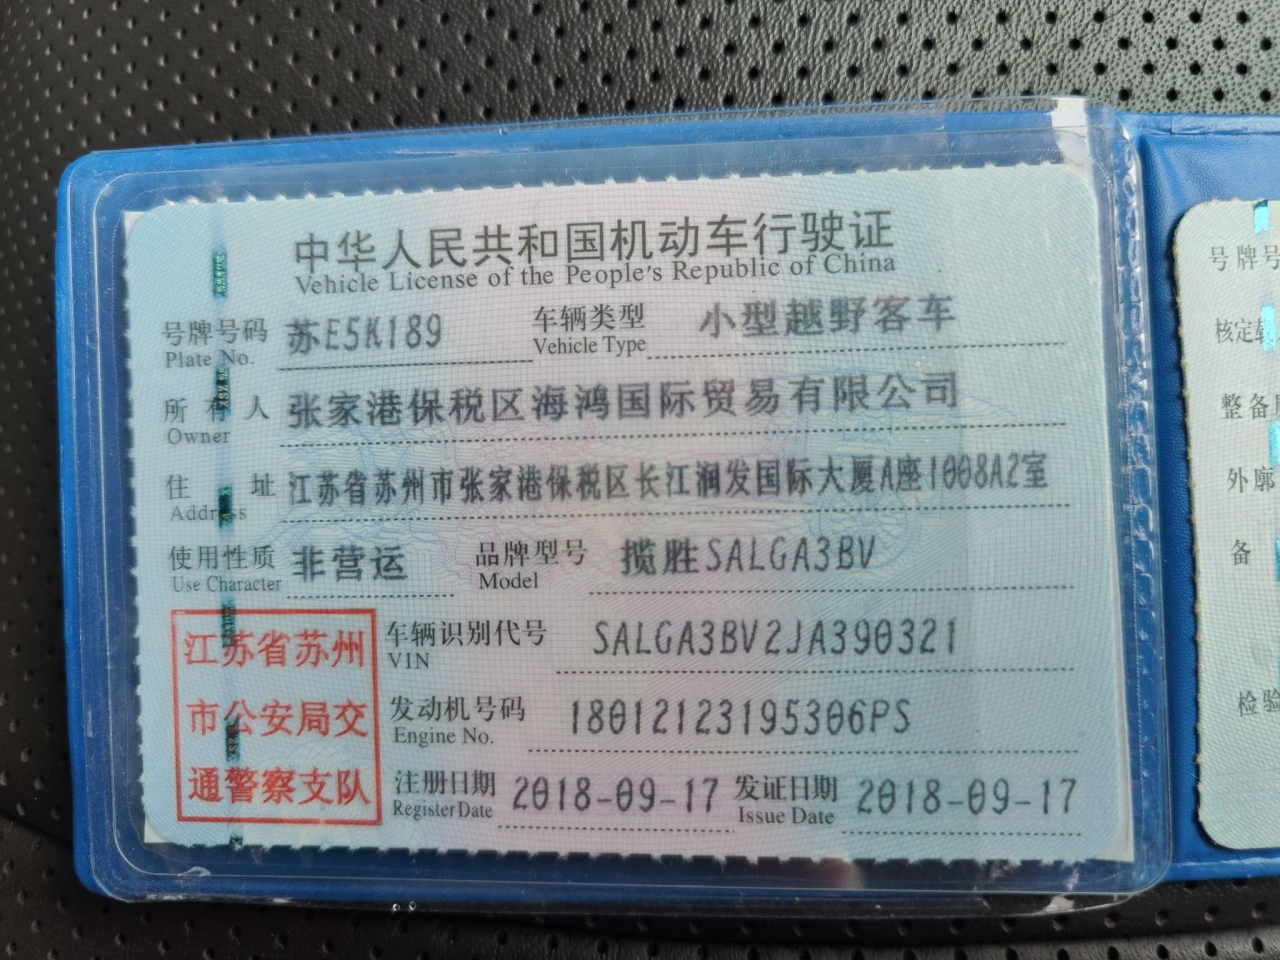 中华人民共和国机动车行驶证
Vehicle License of the People's Republic of China
号牌号码 苏E5K189 车辆类型 小型越野客车
Plate No. Vehicle Type
所有人 张家港保税区海鸿国际贸易有限公司
Owner
住址 江苏省苏州市张家港保税区长江润发国际大厦A座1008A2室
Address
使用性质 非营运 品牌型号 揽胜SALGA3BV
Use Character Model
江苏省苏州
市公安局交
通警察支队
车辆识别代号 SALGA3BV2JA390321
VIN
发动机号码 18012123195306PS
Engine No.
注册日期 2018-09-17 发证日期 2018-09-17
Register Date Issue Date
号牌号
核定载
整备
外廓
备
检验